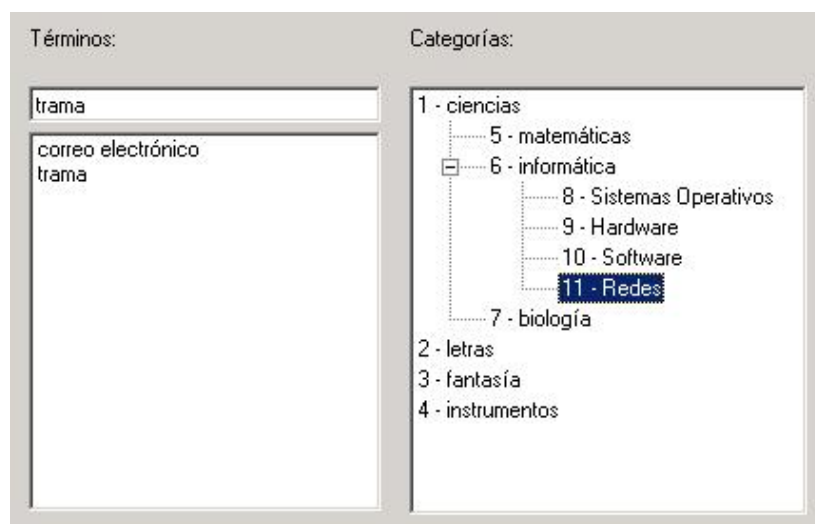 Términos:
trama
correo electrónico
trama
Categorías:
1 - ciencias
5 - matemáticas
6 - informática
8 - Sistemas Operativos
9 - Hardware
10 - Software
11 - Redes
7 - biología
2 - letras
3 - fantasía
4 - instrumentos